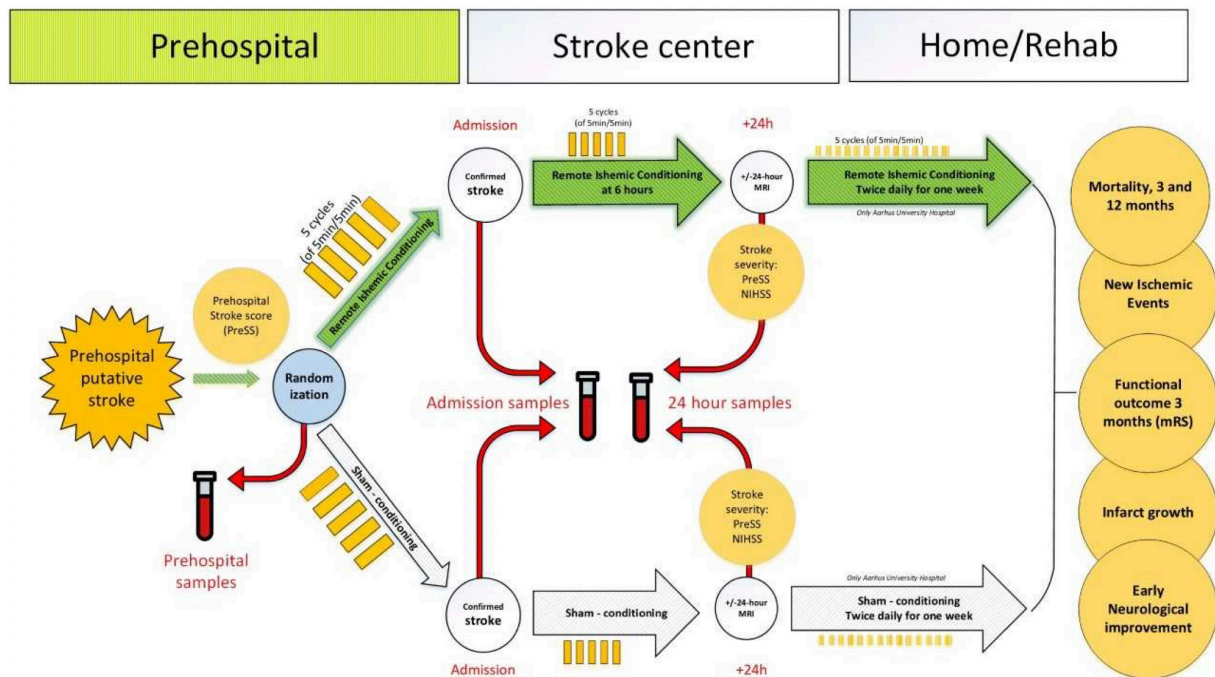 Prehospital
Stroke center
Home/Rehab
Prehospital
putative
stroke
Prehospital
Stroke score
(PreSS)
Random
ization
Prehospital
samples
5 cycles
(of 5min/5min)
Remote Ishemic Conditioning
Sham - conditioning
Admission
Confirmed
stroke
5 cycles
(of 5min/5min)
Remote Ishemic Conditioning
at 6 hours
+24h
+/-24-hour
MRI
5 cycles (of 5min/5min)
Remote Ishemic Conditioning
Twice daily for one week
Only Aarhus University Hospital
Stroke
severity:
PreSS
NIHSS
Admission samples
24 hour samples
Stroke
severity:
PreSS
NIHSS
Confirmed
stroke
Admission
Sham - conditioning
+/-24-hour
MRI
+24h
Only Aarhus University Hospital
Sham - conditioning
Twice daily for one week
Mortality, 3 and
12 months
New Ischemic
Events
Functional
outcome 3
months (mRS)
Infarct growth
Early
Neurological
improvement